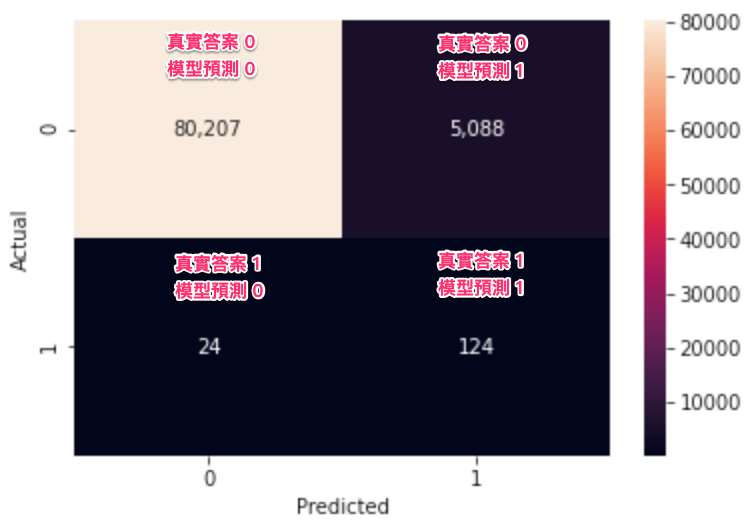 真實答案 0
模型預測 0
真實答案 0
模型預測 1
80,207
5,088
真實答案 1
模型預測 0
真實答案 1
模型預測 1
24
124
0
1
Actual
0
1
Predicted
80000
70000
60000
50000
40000
30000
20000
10000